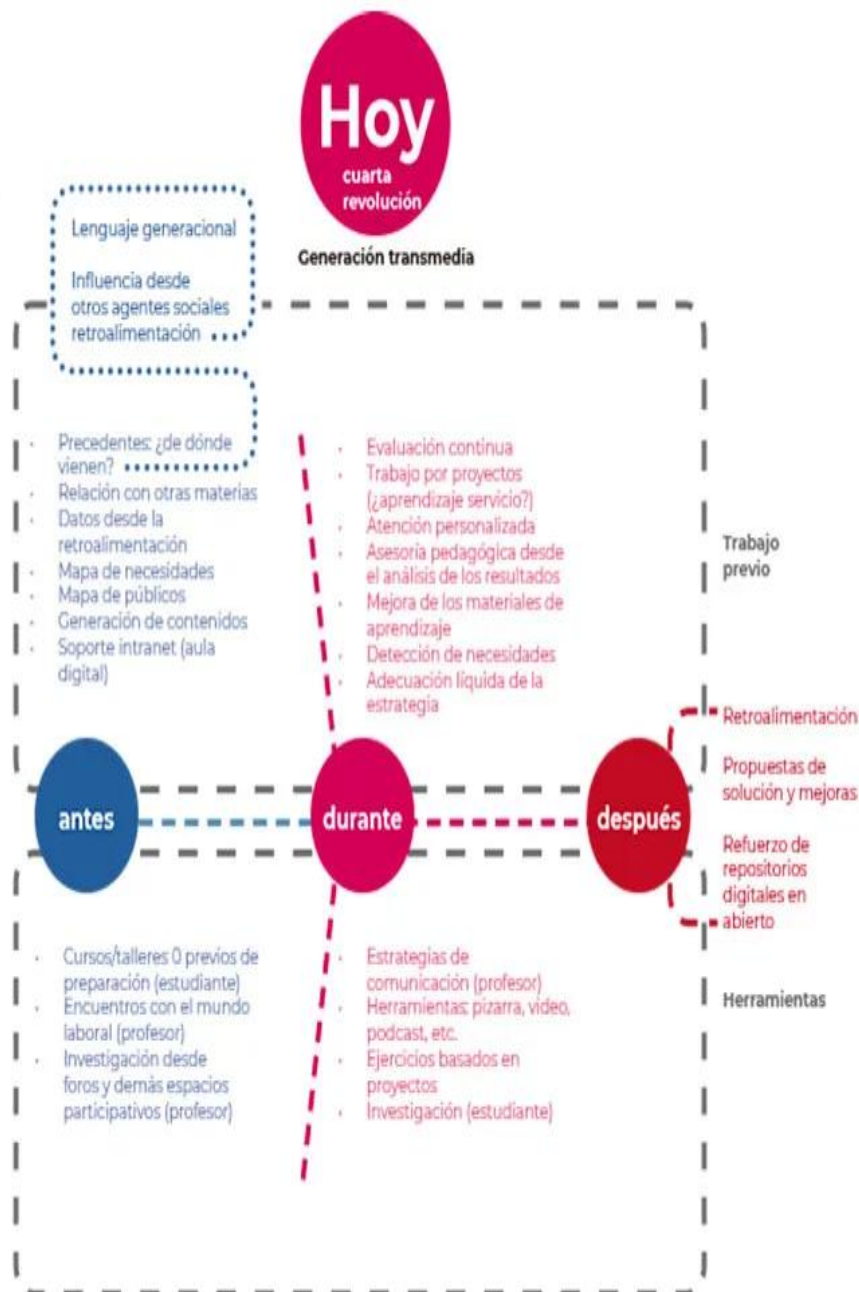 Hoy
cuarta
revolución
Generación transmedia
Lenguaje generacional
Influencia desde
otros agentes sociales
retroalimentación
· Precedentes: ¿de dónde
vienen?
· Relación con otras materias
· Datos desde la
retroalimentación
· Mapa de necesidades
· Mapa de públicos
· Generación de contenidos
· Soporte intranet (aula
digital)
· Evaluación continua
· Trabajo por proyectos
(¿aprendizaje servicio?)
· Atención personalizada
· Asesoría pedagógica desde
el análisis de los resultados
· Mejora de los materiales de
aprendizaje
· Detección de necesidades
· Adecuación líquida de la
estrategia
Trabajo
previo
antes
durante
después
Retroalimentación
Propuestas de
solución y mejoras
Refuerzo de
repositorios
digitales en
abierto
· Cursos/talleres 0 previos de
preparación (estudiante)
· Encuentros con el mundo
laboral (profesor)
· Investigación desde
foros y demás espacios
participativos (profesor)
· Estrategias de
comunicación (profesor)
· Herramientas: pizarra, video,
podcast, etc.
· Ejercicios basados en
proyectos
· Investigación (estudiante)
Herramientas